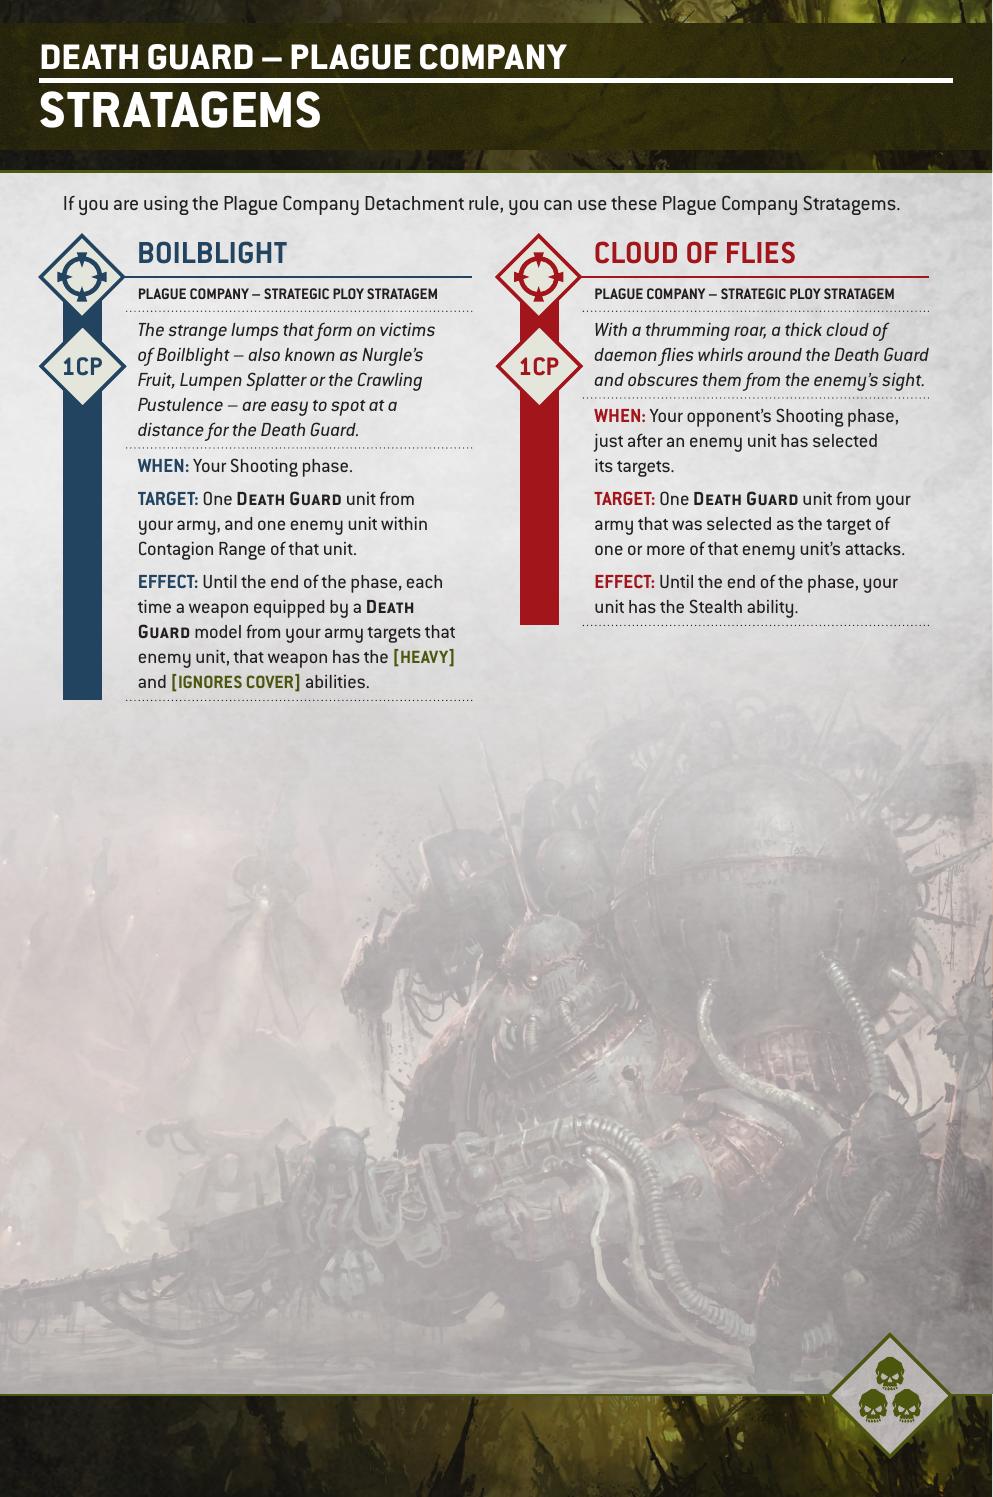 DEATH GUARD – PLAGUE COMPANY
STRATAGEMS
If you are using the Plague Company Detachment rule, you can use these Plague Company Stratagems.
BOILBLIGHT
PLAGUE COMPANY – STRATEGIC PLOY STRATAGEM
The strange lumps that form on victims
of Boilblight – also known as Nurgle’s
Fruit, Lumpen Splatter or the Crawling
Pustulence – are easy to spot at a
distance for the Death Guard.
1CP
WHEN: Your Shooting phase.
TARGET: One DEATH GUARD unit from
your army, and one enemy unit within
Contagion Range of that unit.
EFFECT: Until the end of the phase, each
time a weapon equipped by a DEATH
GUARD model from your army targets that
enemy unit, that weapon has the [HEAVY]
and [IGNORES COVER] abilities.
CLOUD OF FLIES
PLAGUE COMPANY – STRATEGIC PLOY STRATAGEM
With a thrumming roar, a thick cloud of
daemon flies whirls around the Death Guard
and obscures them from the enemy’s sight.
1CP
WHEN: Your opponent’s Shooting phase,
just after an enemy unit has selected
its targets.
TARGET: One DEATH GUARD unit from your
army that was selected as the target of
one or more of that enemy unit’s attacks.
EFFECT: Until the end of the phase, your
unit has the Stealth ability.